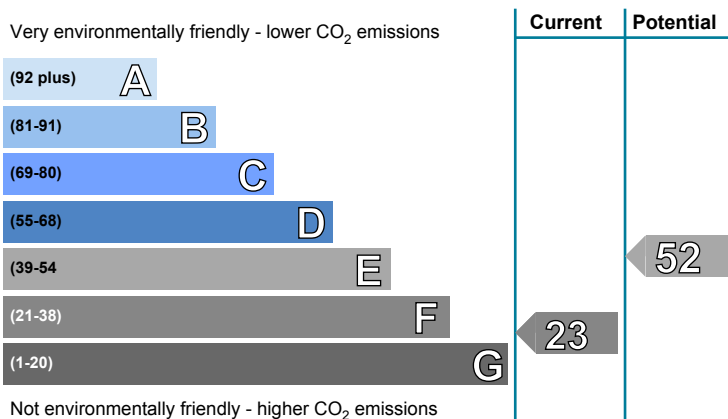 Current Potential
Very environmentally friendly - lower CO2 emissions
(92 plus) A
(81-91) B
(69-80) C
(55-68) D
52
(39-54 E
(21-38) F
23
(1-20) G
Not environmentally friendly - higher CO2 emissions